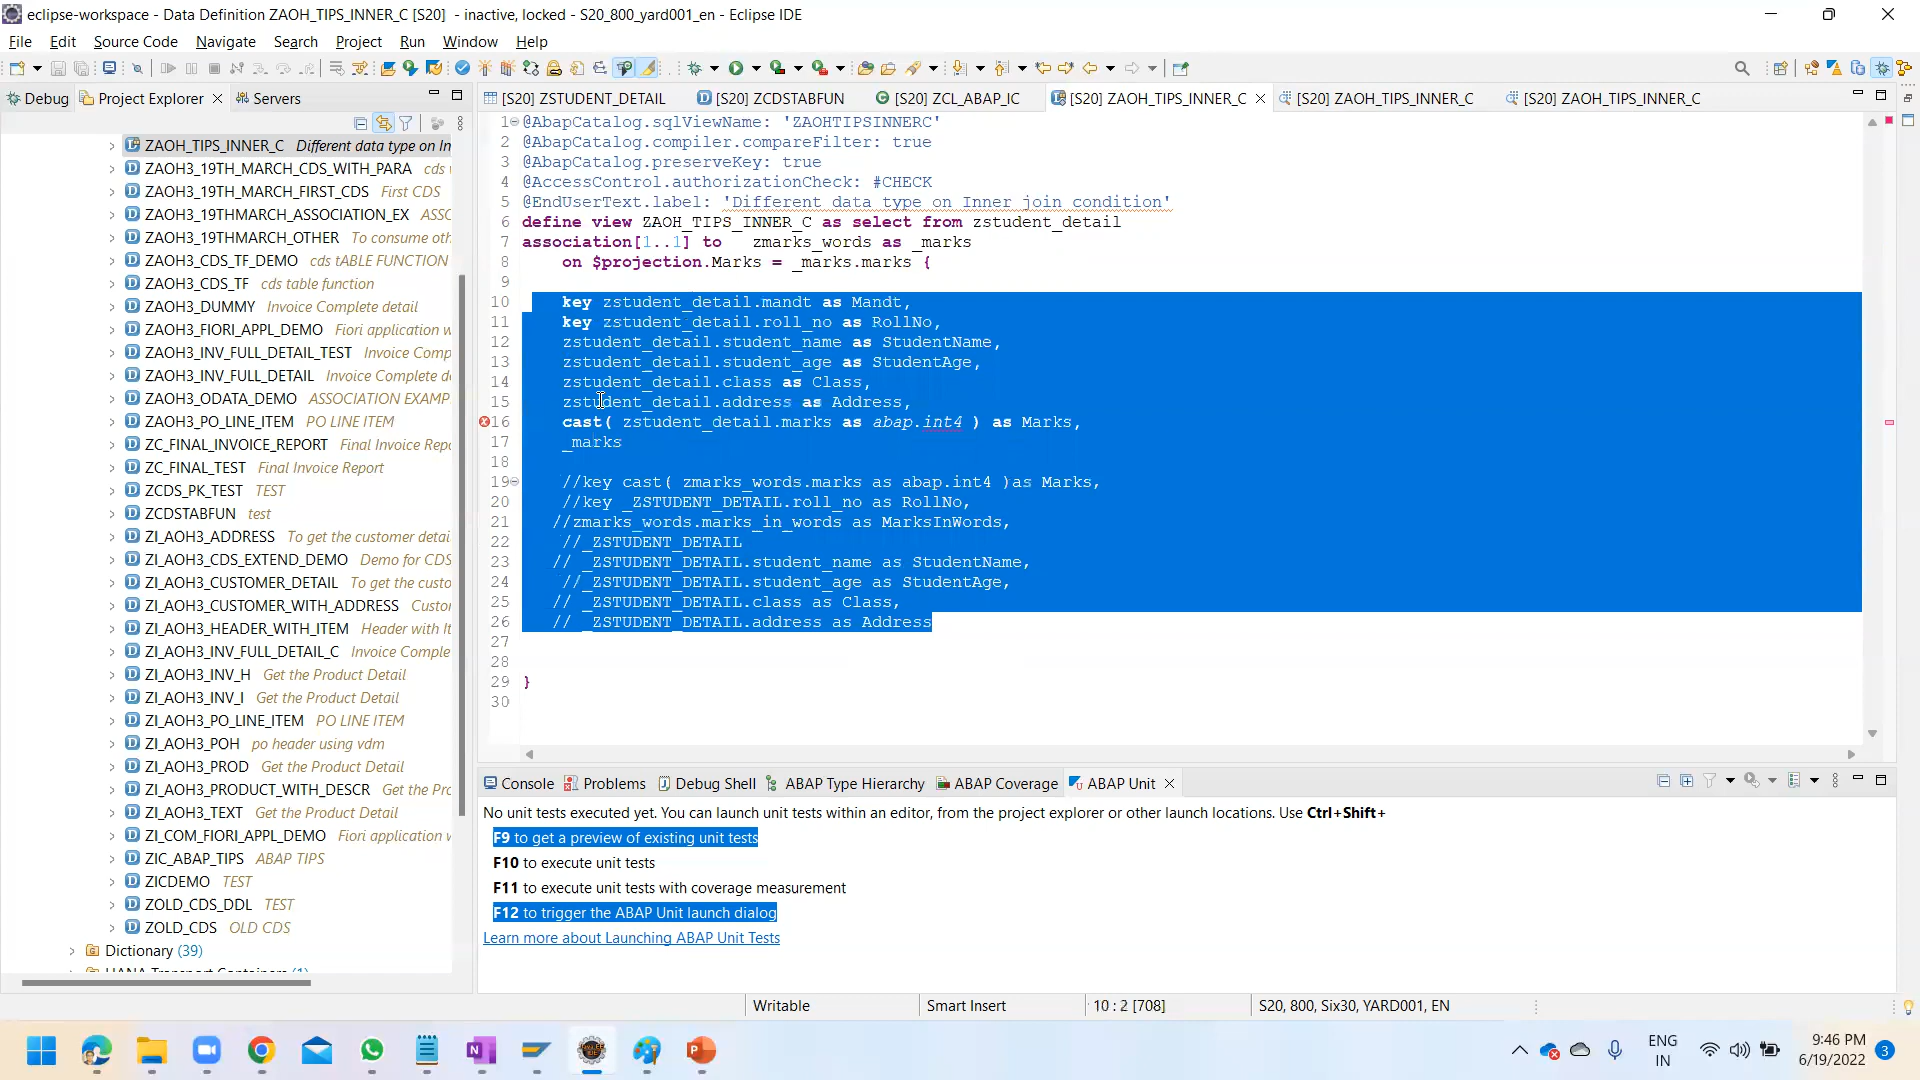 eclipse-workspace - Data Definition ZAOH_TIPS_INNER_C [S20] - inactive, locked - S20_800_yard001_en - Eclipse IDE
File Edit Source Code Navigate Search Project Run Window Help
Debug Project Explorer Servers
[S20] ZSTUDENT_DETAIL [S20] ZCDSTABFUN [S20] ZCL_ABAP_IC [S20] ZAOH_TIPS_INNER_C [S20] ZAOH_TIPS_INNER_C [S20] ZAOH_TIPS_INNER_C
ZAOH_TIPS_INNER_C Different data type on In
ZAOH3_19TH_MARCH_CDS_WITH_PARA cds
ZAOH3_19TH_MARCH_FIRST_CDS First CDS
ZAOH3_19THMARCH_ASSOCIATION_EX ASSC
ZAOH3_19THMARCH_OTHER To consume oth
ZAOH3_CDS_TF_DEMO cds tABLE FUNCTION
ZAOH3_CDS_TF cds table function
ZAOH3_DUMMY Invoice Complete detail
ZAOH3_FIORI_APPL_DEMO Fiori application w
ZAOH3_INV_FULL_DETAIL_TEST Invoice Comp
ZAOH3_INV_FULL_DETAIL Invoice Complete d
ZAOH3_ODATA_DEMO ASSOCIATION EXAMP
ZAOH3_PO_LINE_ITEM PO LINE ITEM
ZC_FINAL_INVOICE_REPORT Final Invoice Rep
ZC_FINAL_TEST Final Invoice Report
ZCDS_PK_TEST TEST
ZCDSTABFUN test
ZI_AOH3_ADDRESS To get the customer detai
ZI_AOH3_CDS_EXTEND_DEMO Demo for CDS
ZI_AOH3_CUSTOMER_DETAIL To get the custo
ZI_AOH3_CUSTOMER_WITH_ADDRESS Custor
ZI_AOH3_HEADER_WITH_ITEM Header with It
ZI_AOH3_INV_FULL_DETAIL_C Invoice Comple
ZI_AOH3_INV_H Get the Product Detail
ZI_AOH3_INV_I Get the Product Detail
ZI_AOH3_PO_LINE_ITEM PO LINE ITEM
ZI_AOH3_POH po header using vdm
ZI_AOH3_PROD Get the Product Detail
ZI_AOH3_PRODUCT_WITH_DESCR Get the Prc
ZI_AOH3_TEXT Get the Product Detail
ZI_COM_FIORI_APPL_DEMO Fiori application w
ZIC_ABAP_TIPS ABAP TIPS
ZICDEMO TEST
ZOLD_CDS_DDL TEST
ZOLD_CDS OLD CDS
Dictionary (39)
1 @AbapCatalog.sqlViewName: 'ZAOHTIPSINNERC'
2 @AbapCatalog.compiler.compareFilter: true
3 @AbapCatalog.preserveKey: true
4 @AccessControl.authorizationCheck: #CHECK
5 @EndUserText.label: 'Different data type on Inner join condition'
6 define view ZAOH_TIPS_INNER_C as select from zstudent_detail
7 association[1..1] to zmarks_words as _marks
8 on $projection.Marks = _marks.marks {
9
10 key zstudent_detail.mandt as Mandt,
11 key zstudent_detail.roll_no as RollNo,
12 zstudent_detail.student_name as StudentName,
13 zstudent_detail.student_age as StudentAge,
14 zstudent_detail.class as Class,
15 zstudent_detail.address as Address,
16 cast( zstudent_detail.marks as abap.int4 ) as Marks,
17 _marks
18
19 //key cast( zmarks_words.marks as abap.int4 )as Marks,
20 //key _ZSTUDENT_DETAIL.roll_no as RollNo,
21 //zmarks_words.marks_in_words as MarksInWords,
22 //_ZSTUDENT_DETAIL
23 // _ZSTUDENT_DETAIL.student_name as StudentName,
24 //_ZSTUDENT_DETAIL.student_age as StudentAge,
25 // _ZSTUDENT_DETAIL.class as Class,
26 // _ZSTUDENT_DETAIL.address as Address
27
28
29 }
30
Console Problems Debug Shell ABAP Type Hierarchy ABAP Coverage ABAP Unit
No unit tests executed yet. You can launch unit tests within an editor, from the project explorer or other launch locations. Use Ctrl+Shift+
F9 to get a preview of existing unit tests
F10 to execute unit tests
F11 to execute unit tests with coverage measurement
F12 to trigger the ABAP Unit launch dialog
Learn more about Launching ABAP Unit Tests
Writable Smart Insert 10 : 2 [708] S20, 800, Six30, YARD001, EN
ENG
IN
9:46 PM
6/19/2022
3